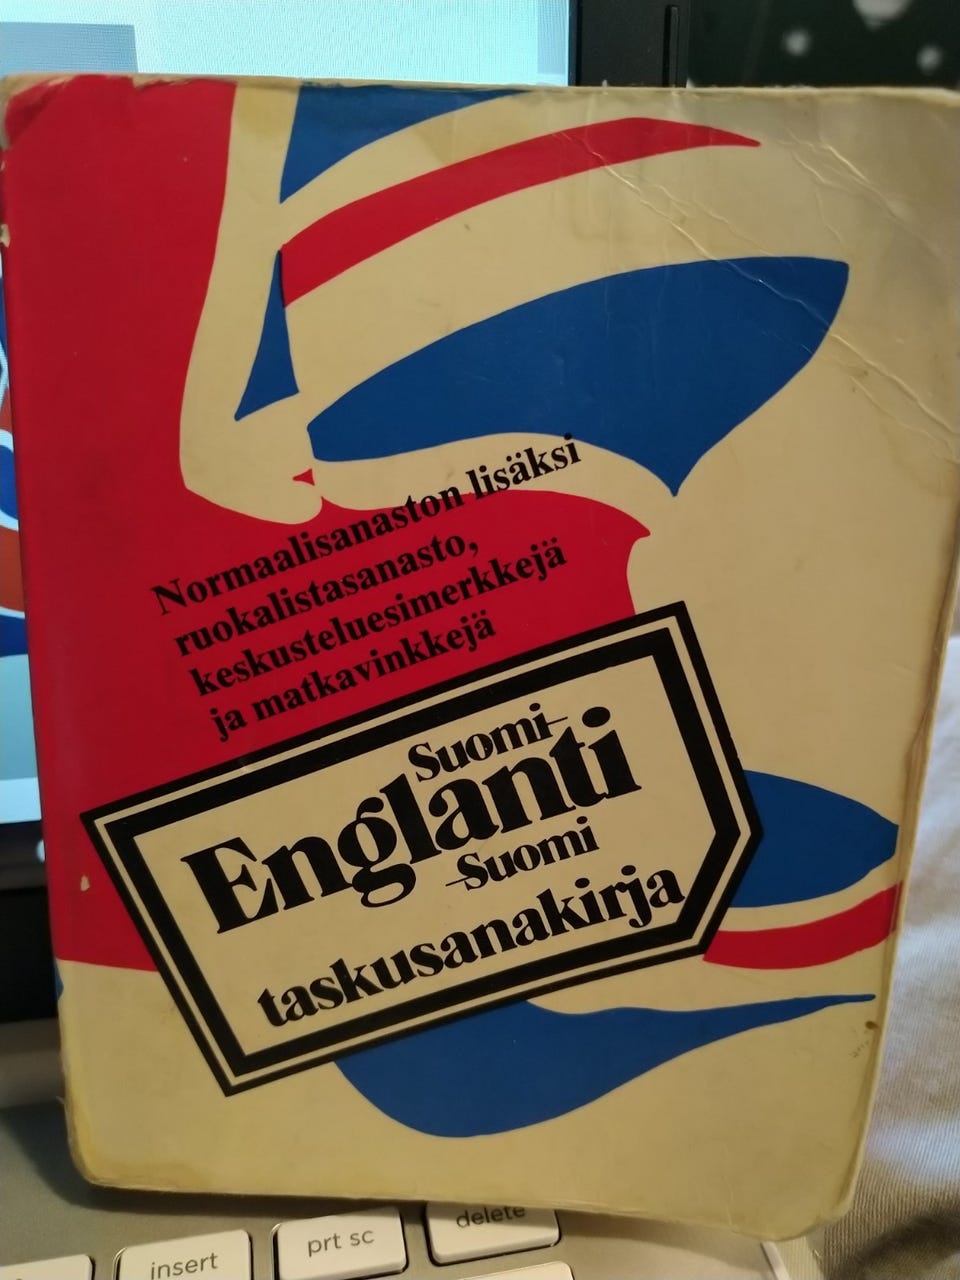 Normaalisanaston lisäksi
ruokalistasanasto,
keskusteluesimerkkejä
ja matkavinkkejä
Suomi-
Englanti
-Suomi
taskusanakirja
insert
prt sc
delete